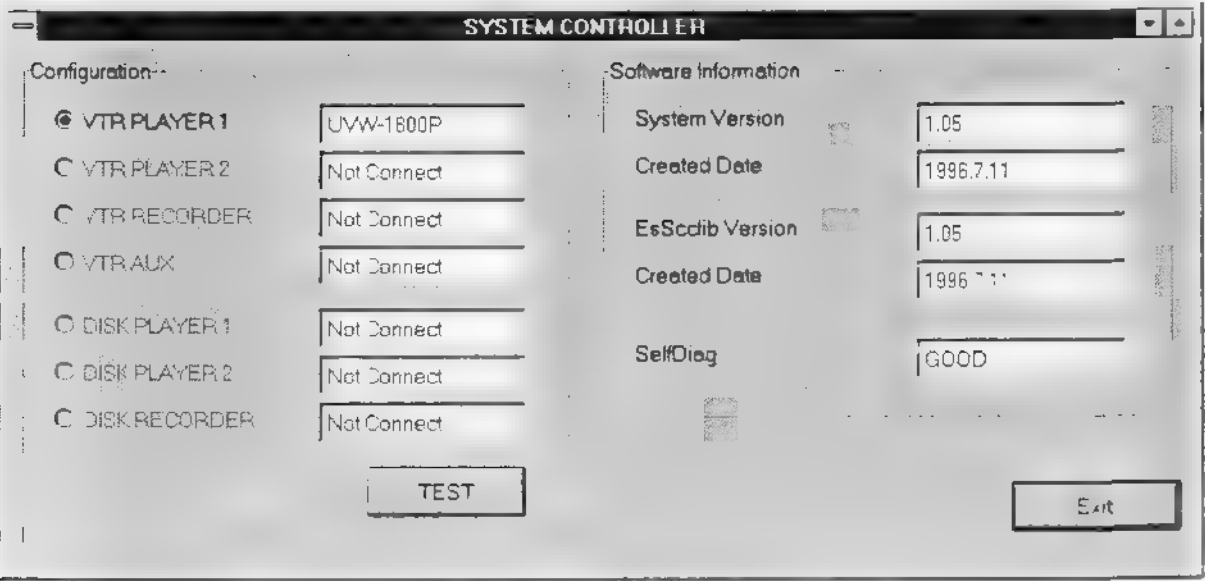 SYSTEM CONTROLLER
Configuration
VTR PLAYER 1 UVW-1800P
VTR PLAYER 2 Not Connect
VTR RECORDER Not Connect
VTR AUX Not Connect
DISK PLAYER 1 Not Connect
DISK PLAYER 2 Not Connect
DISK RECORDER Not Connect
TEST
Software Information
System Version 1.05
Created Date 1996.7.11
EsScclib Version 1.05
Created Date 1996
SelfDiag GOOD
Exit